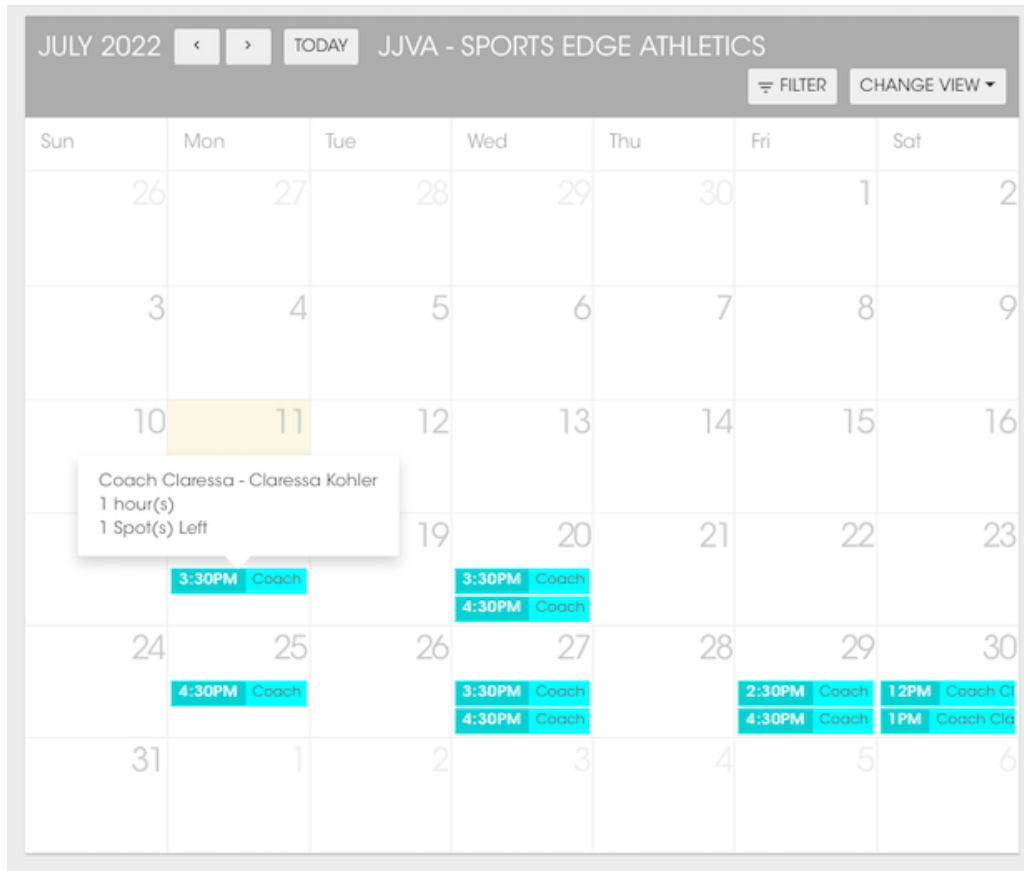 JULY 2022 ‹ › TODAY JJVA - SPORTS EDGE ATHLETICS
FILTER CHANGE VIEW
Sun Mon Tue Wed Thu Fri Sat
26 27 28 29 30 1 2
3 4 5 6 7 8 9
10 11 12 13 14 15 16
Coach Claressa - Claressa Kohler
1 hour(s)
1 Spot(s) Left
19 20 21 22 23
3:30PM Coach 3:30PM Coach
4:30PM Coach
24 25 26 27 28 29 30
4:30PM Coach 3:30PM Coach 2:30PM Coach 12PM Coach Cl
4:30PM Coach 4:30PM Coach 1PM Coach Cla
31 1 2 3 4 5 6